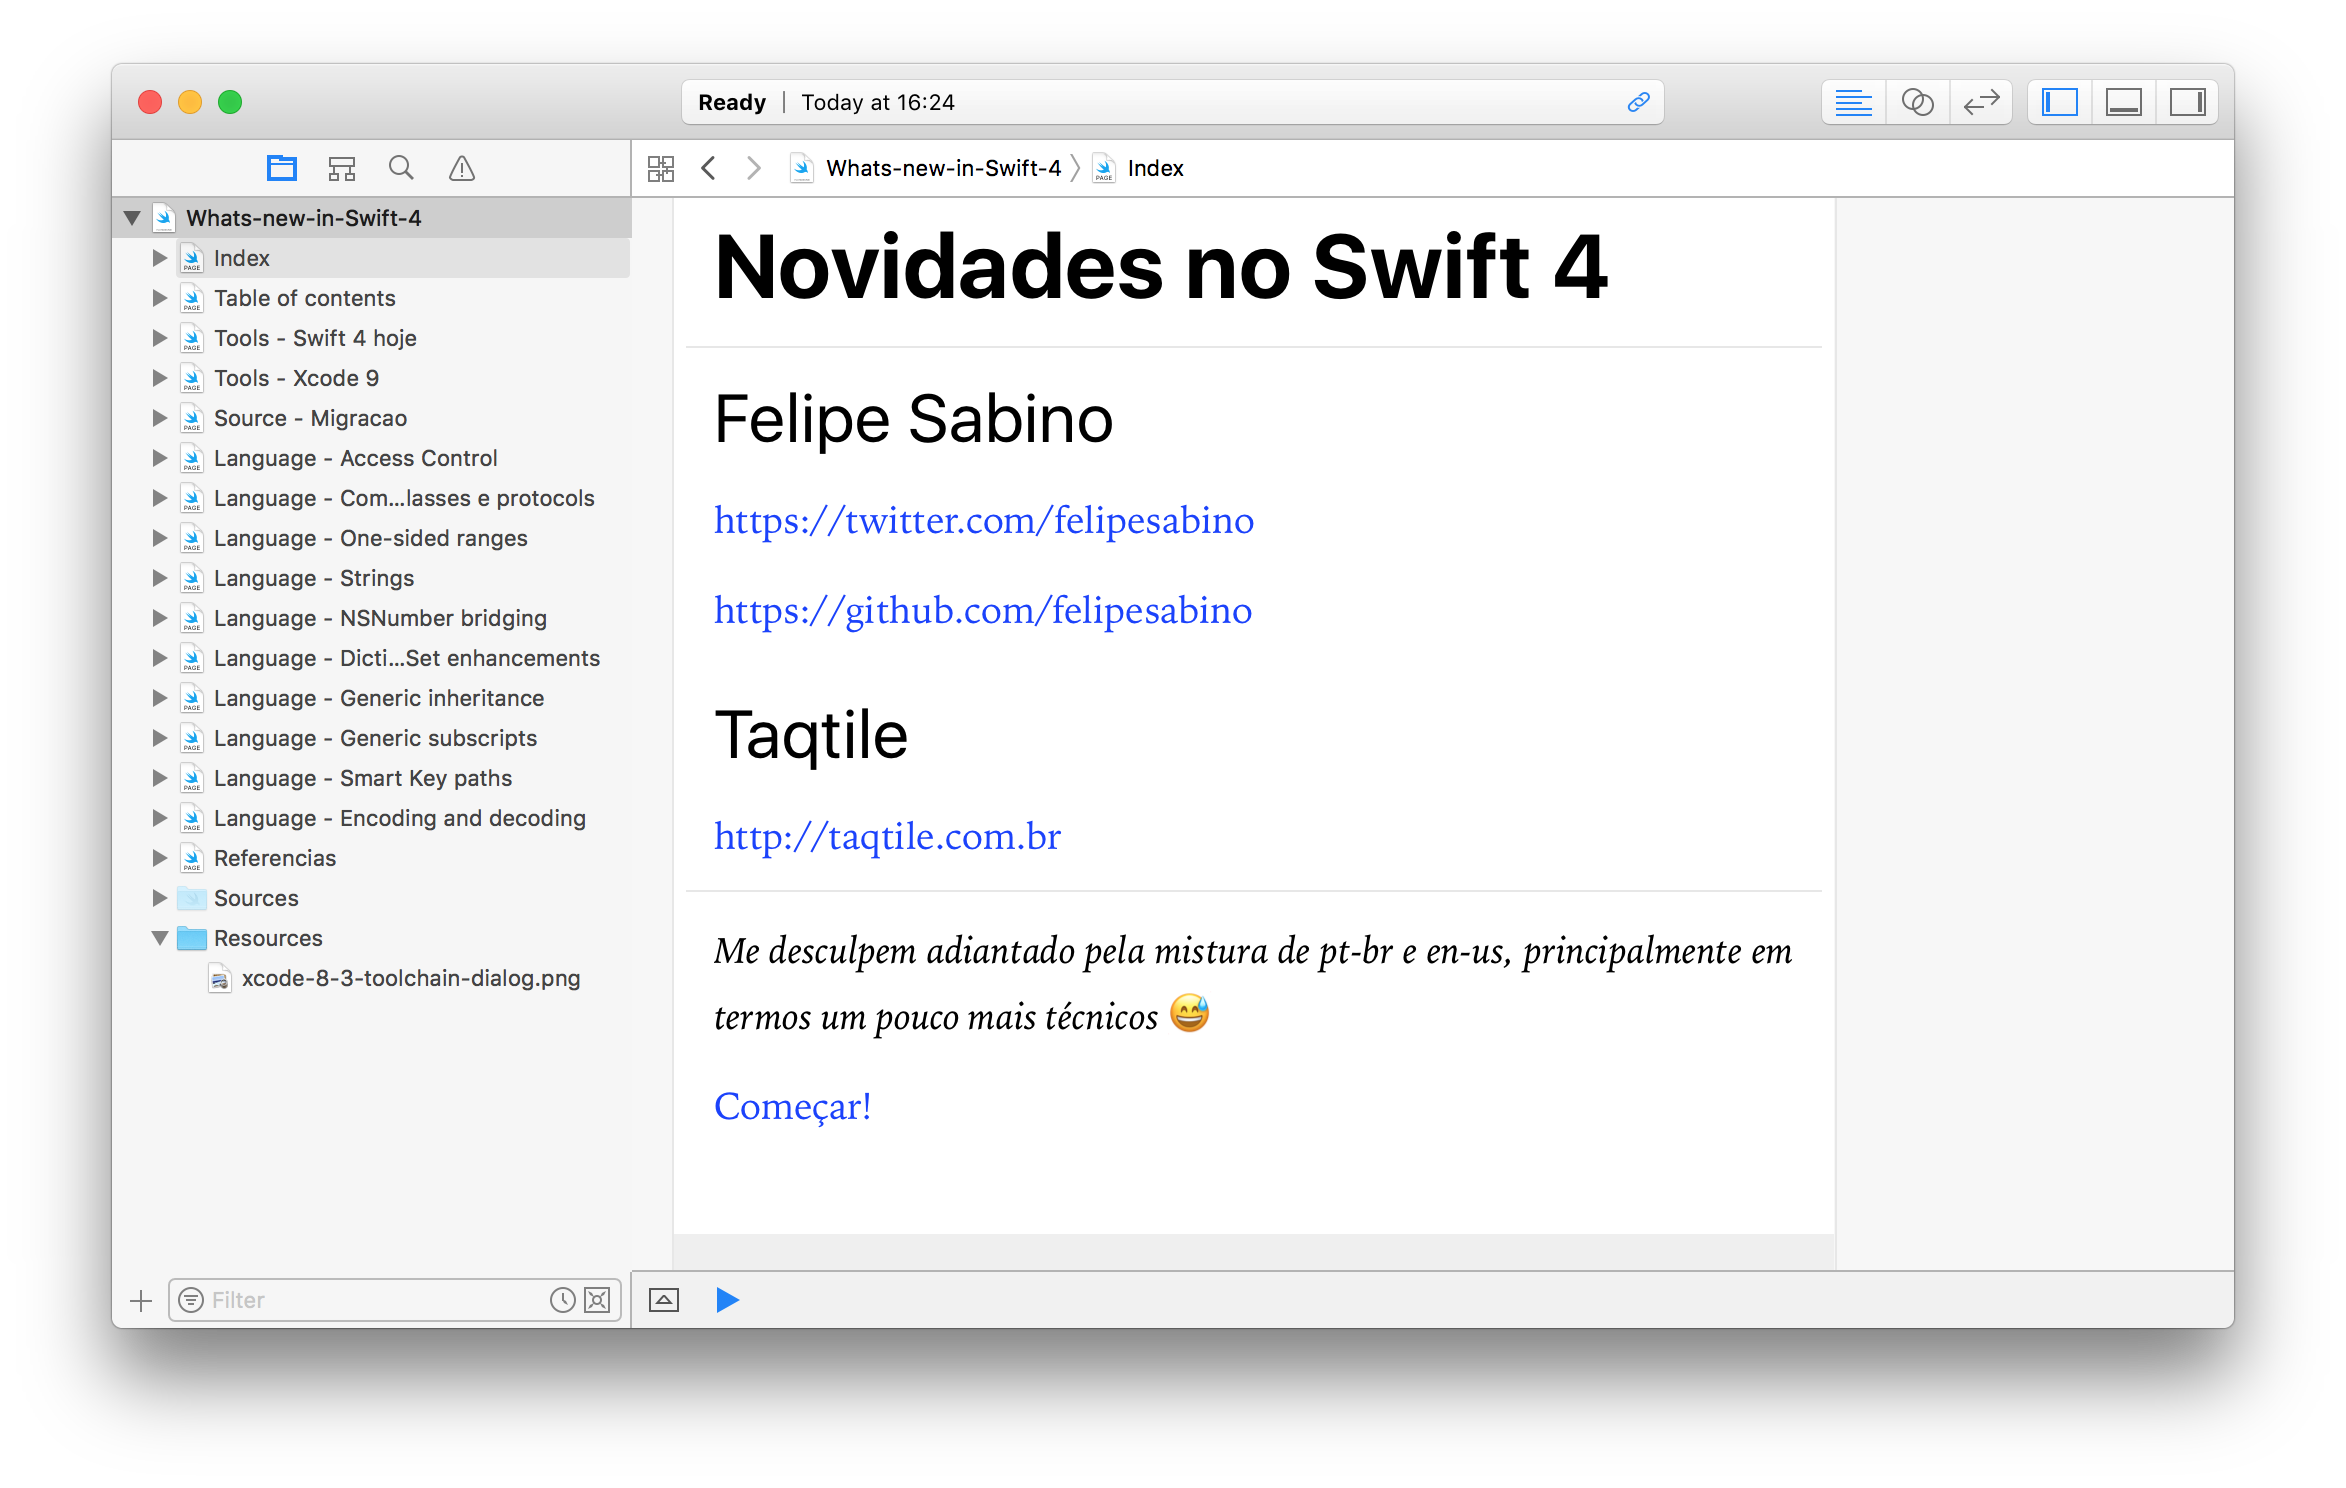 Ready | Today at 16:24
Whats-new-in-Swift-4 Index
Whats-new-in-Swift-4
Index
Table of contents
Tools - Swift 4 hoje
Tools - Xcode 9
Source - Migracao
Language - Access Control
Language - Com...lasses e protocols
Language - One-sided ranges
Language - Strings
Language - NSNumber bridging
Language - Dicti...Set enhancements
Language - Generic inheritance
Language - Generic subscripts
Language - Smart Key paths
Language - Encoding and decoding
Referencias
Sources
Resources
xcode-8-3-toolchain-dialog.png
Filter
Novidades no Swift 4
Felipe Sabino
https://twitter.com/felipesabino
https://github.com/felipesabino
Taqtile
http://taqtile.com.br
Me desculpem adiantado pela mistura de pt-br e en-us, principalmente em
termos um pouco mais técnicos 😅
Começar!